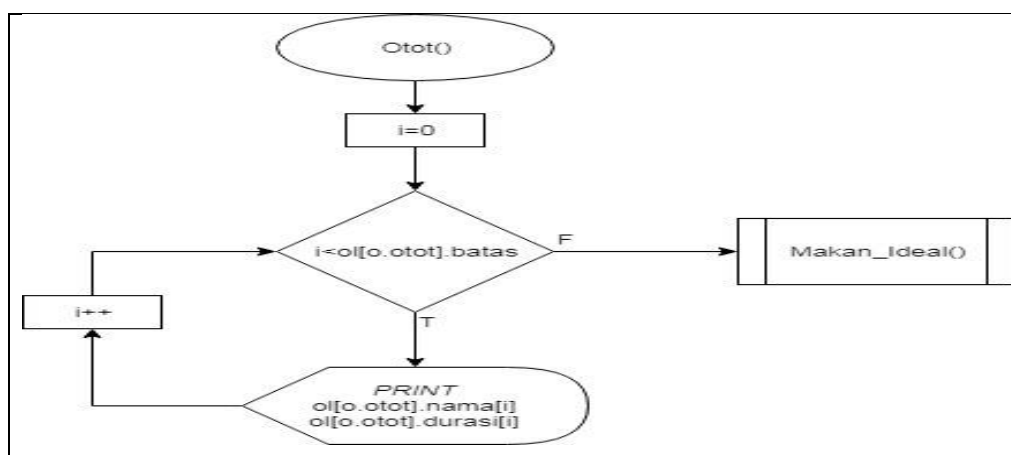 Otot()
i=0
i<ol[o.otot].batas
F
Makan_Ideal()
i++
T
PRINT
ol[o.otot].nama[i]
ol[o.otot].durasi[i]